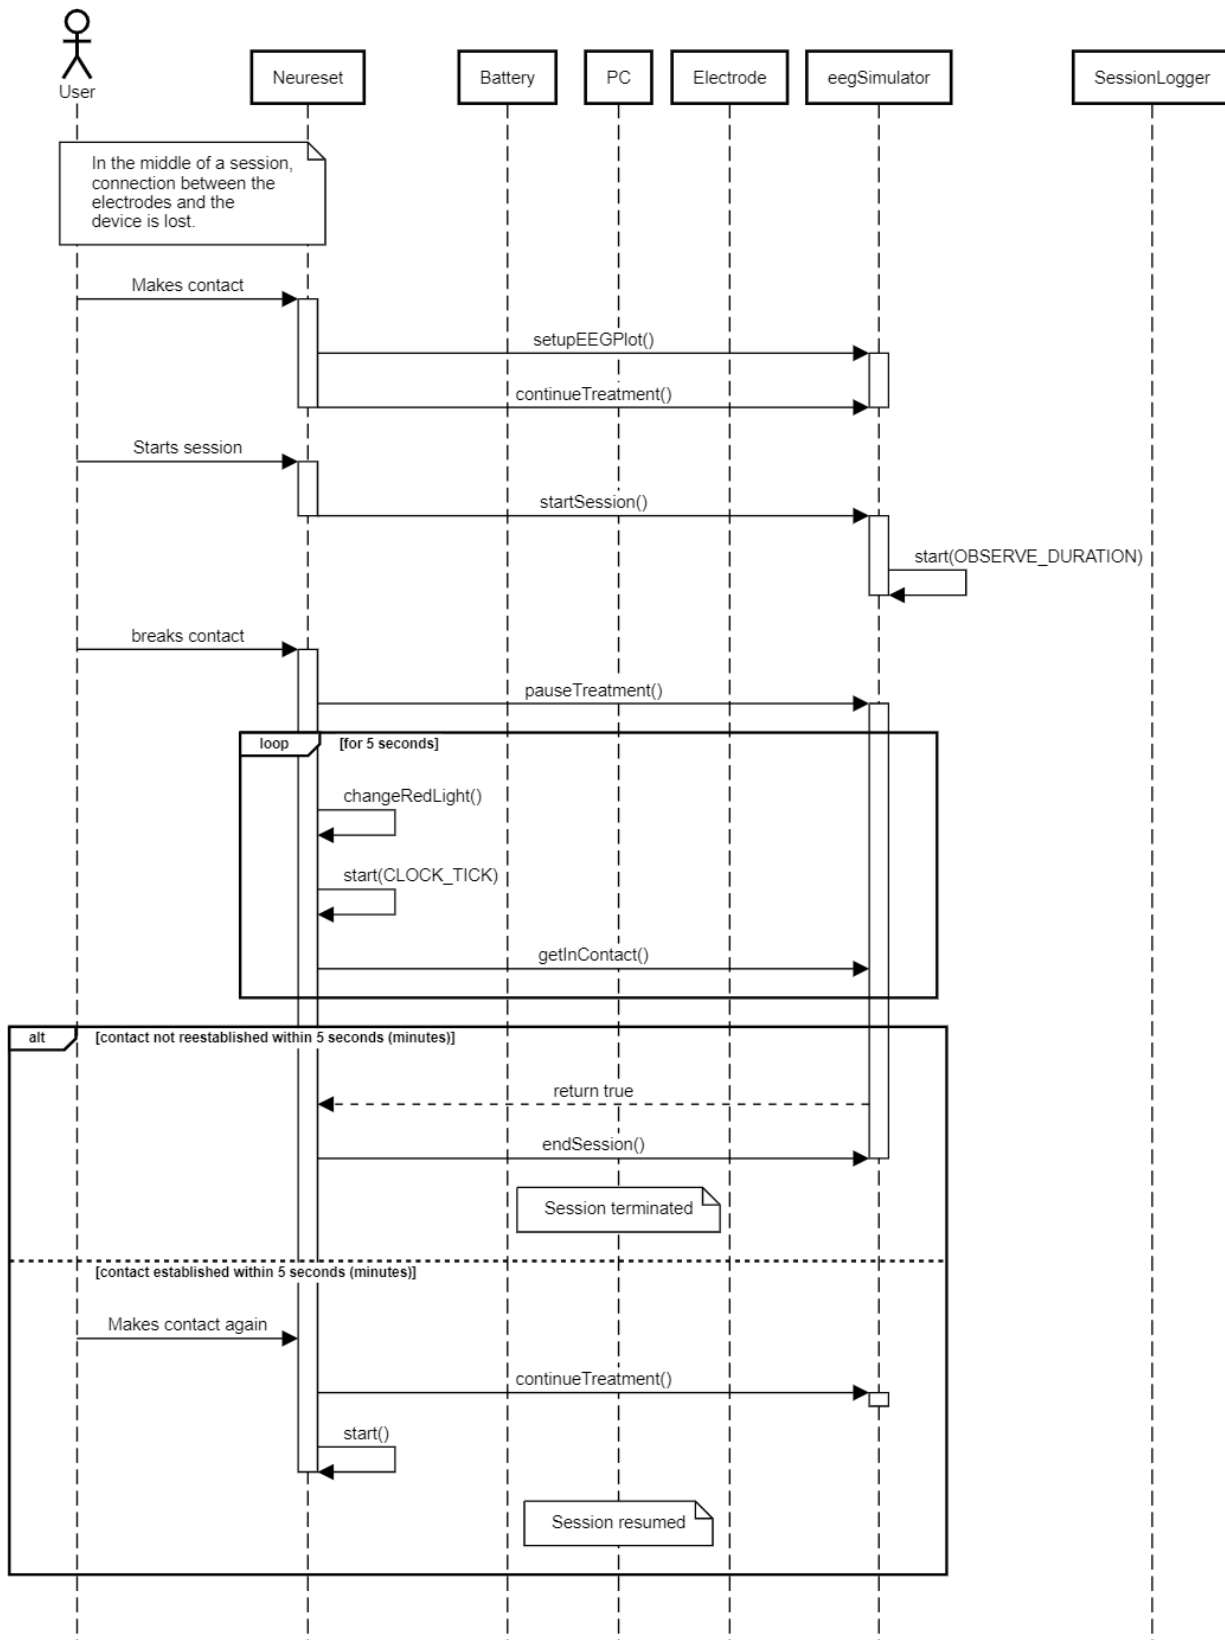 User
Neureset
Battery
PC
Electrode
eegSimulator
SessionLogger
In the middle of a session,
connection between the
electrodes and the
device is lost.
Makes contact
setupEEGPlot()
continueTreatment()
Starts session
startSession()
start(OBSERVE_DURATION)
breaks contact
pauseTreatment()
loop
[for 5 seconds]
changeRedLight()
start(CLOCK_TICK)
getInContact()
alt
[contact not reestablished within 5 seconds (minutes)]
return true
endSession()
Session terminated
[contact established within 5 seconds (minutes)]
Makes contact again
continueTreatment()
start()
Session resumed